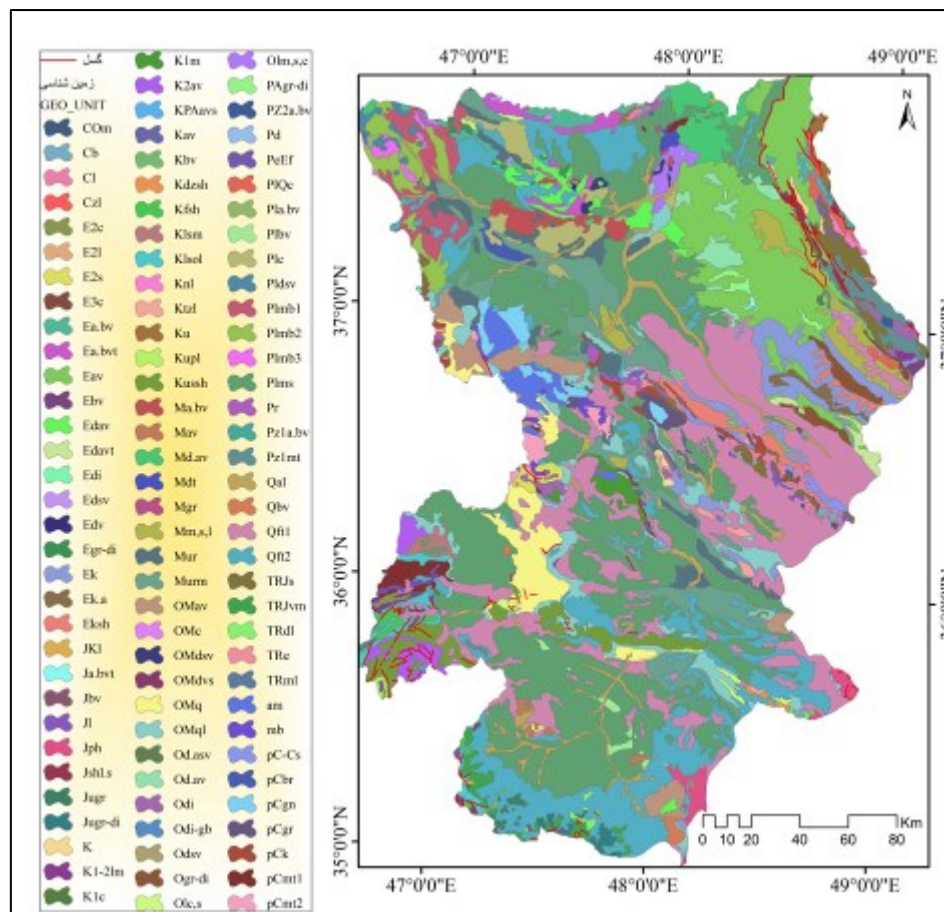 گسل
زمین شناسی
GEO_UNIT
COm
Cb
Cl
Czl
E2c
E2l
E2s
E3c
Ea.bv
Ea.bvt
Eav
Ebv
Edav
Edavt
Edi
Edsv
Edv
Egr-di
Ek
Ek.a
Eksh
JKl
Ja.bvt
Jbv
Jl
Jph
Jshl.s
Jugr
Jugr-di
K
K1-2lm
K1c
K1m
K2av
KPAavs
Kav
Kbv
Kdzsh
Kfsh
Klsm
Klsol
Knl
Ktzl
Ku
Kupl
Kussh
Ma.bv
Mav
Md.av
Mdt
Mgr
Mm,s,l
Mur
Murm
OMav
OMc
OMdsv
OMdvs
OMq
OMql
Od.asv
Od.av
Odi
Odi-gb
Odsv
Ogr-di
Olc,s
Olm,s,c
PAgr-di
PZ2a.bv
Pd
PeEf
PlQc
Pla.bv
Plbv
Plc
Pldsv
Plmb1
Plmb2
Plmb3
Plms
Pr
Pz1a.bv
Pz1mt
Qal
Qbv
Qft1
Qft2
TRJs
TRJvm
TRdl
TRe
TRml
am
mb
pC-Cs
pCbr
pCgn
pCgr
pCk
pCmt1
pCmt2
47°0'0"N
48°0'0"N
49°0'0"N
N
37°0'0"N
36°0'0"N
35°0'0"N
0 5 10 20 40 60 80
Km
47°0'0"N
48°0'0"N
49°0'0"N